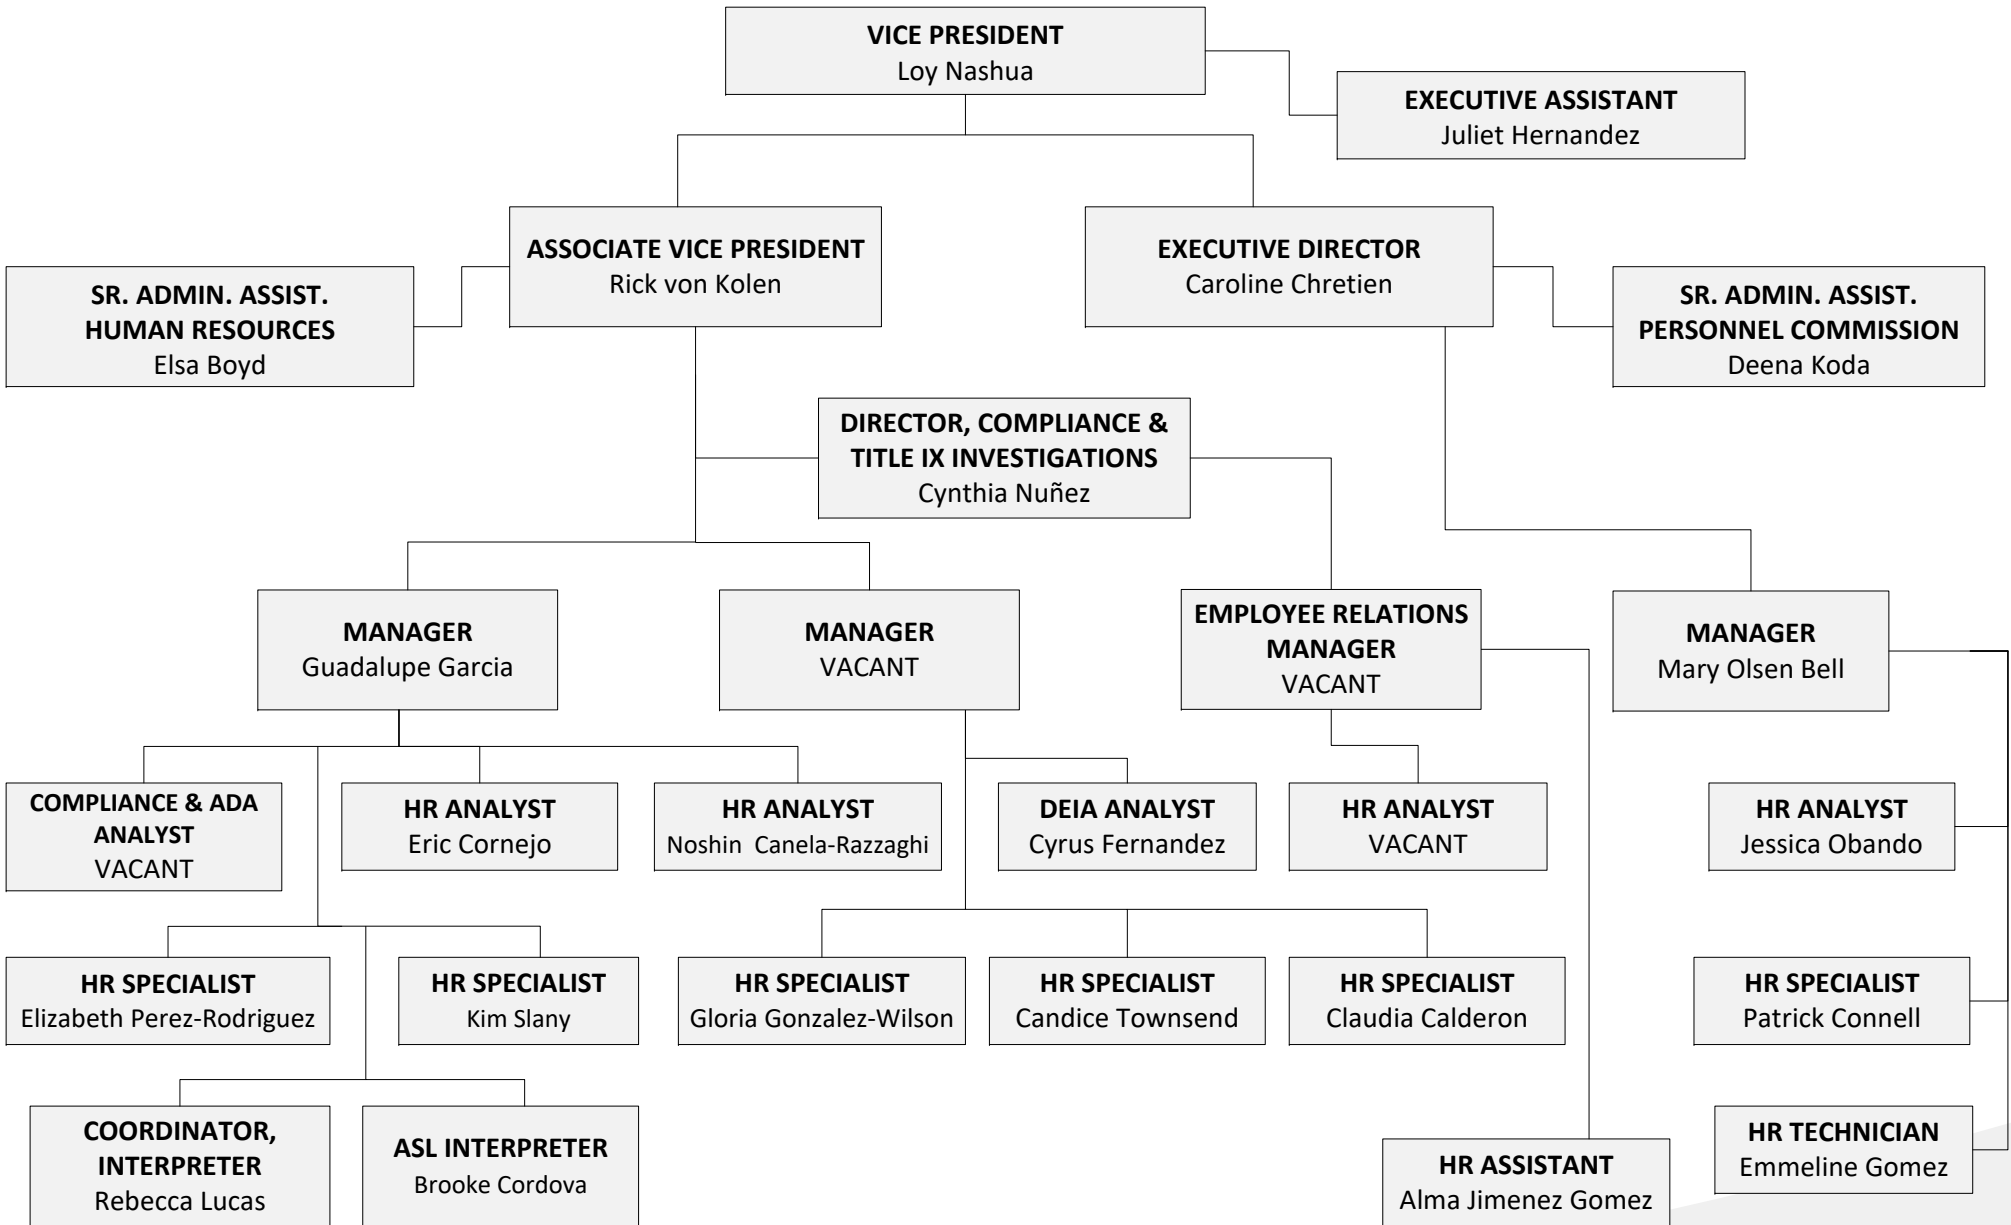 VICE PRESIDENT
Loy Nashua
EXECUTIVE ASSISTANT
Juliet Hernandez
ASSOCIATE VICE PRESIDENT
Rick von Kolen
EXECUTIVE DIRECTOR
Caroline Chretien
SR. ADMIN. ASSIST.
HUMAN RESOURCES
Elsa Boyd
SR. ADMIN. ASSIST.
PERSONNEL COMMISSION
Deena Koda
DIRECTOR, COMPLIANCE &
TITLE IX INVESTIGATIONS
Cynthia Nuñez
MANAGER
Guadalupe Garcia
MANAGER
VACANT
EMPLOYEE RELATIONS
MANAGER
VACANT
MANAGER
Mary Olsen Bell
COMPLIANCE & ADA
ANALYST
VACANT
HR ANALYST
Eric Cornejo
HR ANALYST
Noshin Canela-Razzaghi
DEIA ANALYST
Cyrus Fernandez
HR ANALYST
VACANT
HR ANALYST
Jessica Obando
HR SPECIALIST
Elizabeth Perez-Rodriguez
HR SPECIALIST
Kim Slany
HR SPECIALIST
Gloria Gonzalez-Wilson
HR SPECIALIST
Candice Townsend
HR SPECIALIST
Claudia Calderon
HR SPECIALIST
Patrick Connell
COORDINATOR,
INTERPRETER
Rebecca Lucas
ASL INTERPRETER
Brooke Cordova
HR ASSISTANT
Alma Jimenez Gomez
HR TECHNICIAN
Emmeline Gomez